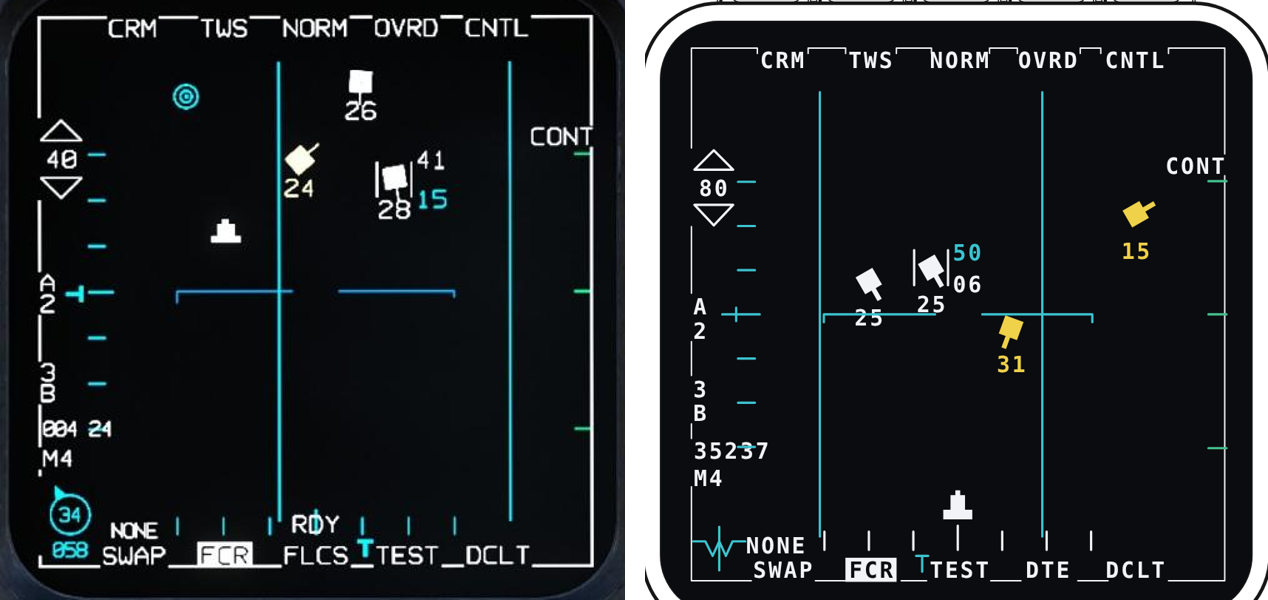 CRM TWS NORM OVRD CNTL
26
CONT
40
24
41
28 15
A
2
3
B
004 24
M4
34
058
NONE
RDY
SWAP FCR FLCS T TEST DCLT
CRM TWS NORM OVRD CNTL
CONT
80
15
50
06
25
25
A
2
31
3
B
35237
M4
NONE
SWAP FCR T TEST DTE DCLT